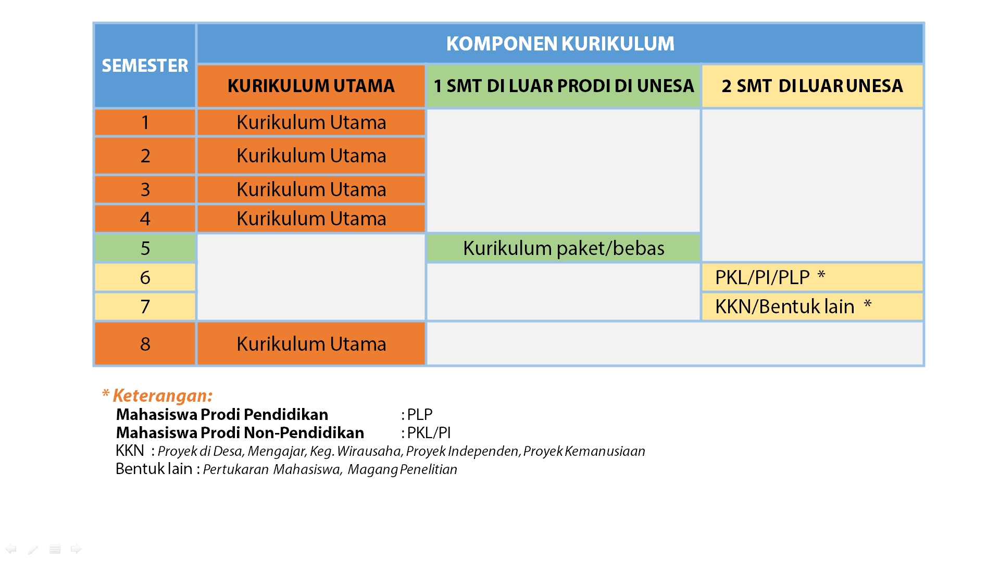 KOMPONEN KURIKULUM
SEMESTER
KURIKULUM UTAMA 1 SMT DI LUAR PRODI DI UNESA 2 SMT DI LUAR UNESA
1 Kurikulum Utama
2 Kurikulum Utama
3 Kurikulum Utama
4 Kurikulum Utama
5 Kurikulum paket/bebas
6 PKL/PI/PLP *
7 KKN/Bentuk lain *
8 Kurikulum Utama
* Keterangan:
Mahasiswa Prodi Pendidikan : PLP
Mahasiswa Prodi Non-Pendidikan : PKL/PI
KKN : Proyek di Desa, Mengajar, Keg. Wirausaha, Proyek Independen, Proyek Kemanusiaan
Bentuk lain : Pertukaran Mahasiswa, Magang Penelitian